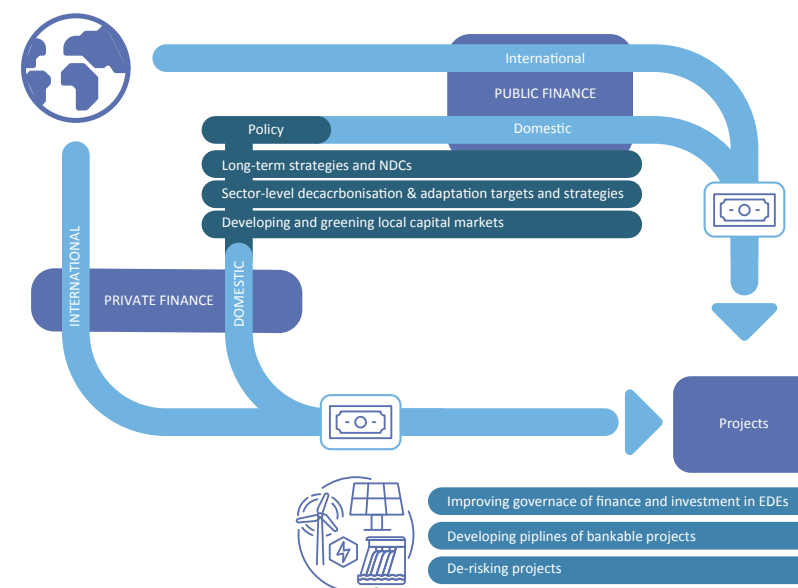 International
PUBLIC FINANCE
Policy
Domestic
Long-term strategies and NDCs
Sector-level decacrbonisation & adaptation targets and strategies
Developing and greening local capital markets
INTERNATIONAL
PRIVATE FINANCE
DOMESTIC
Projects
Improving governace of finance and investment in EDEs
Developing piplines of bankable projects
De-risking projects